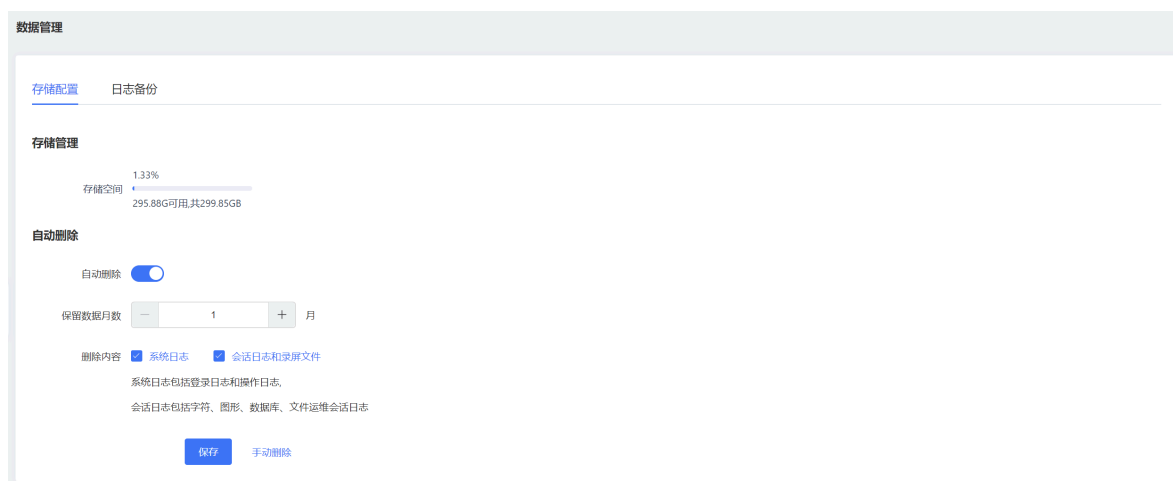 数据管理
存储配置 日志备份
存储管理
1.33%
存储空间
295.88G可用,共299.85GB
自动删除
自动删除
保留数据月数 － 1 + 月
删除内容 系统日志 会话日志和录屏文件
系统日志包括登录日志和操作日志,
会话日志包括字符、图形、数据库、文件运维会话日志
保存 手动删除